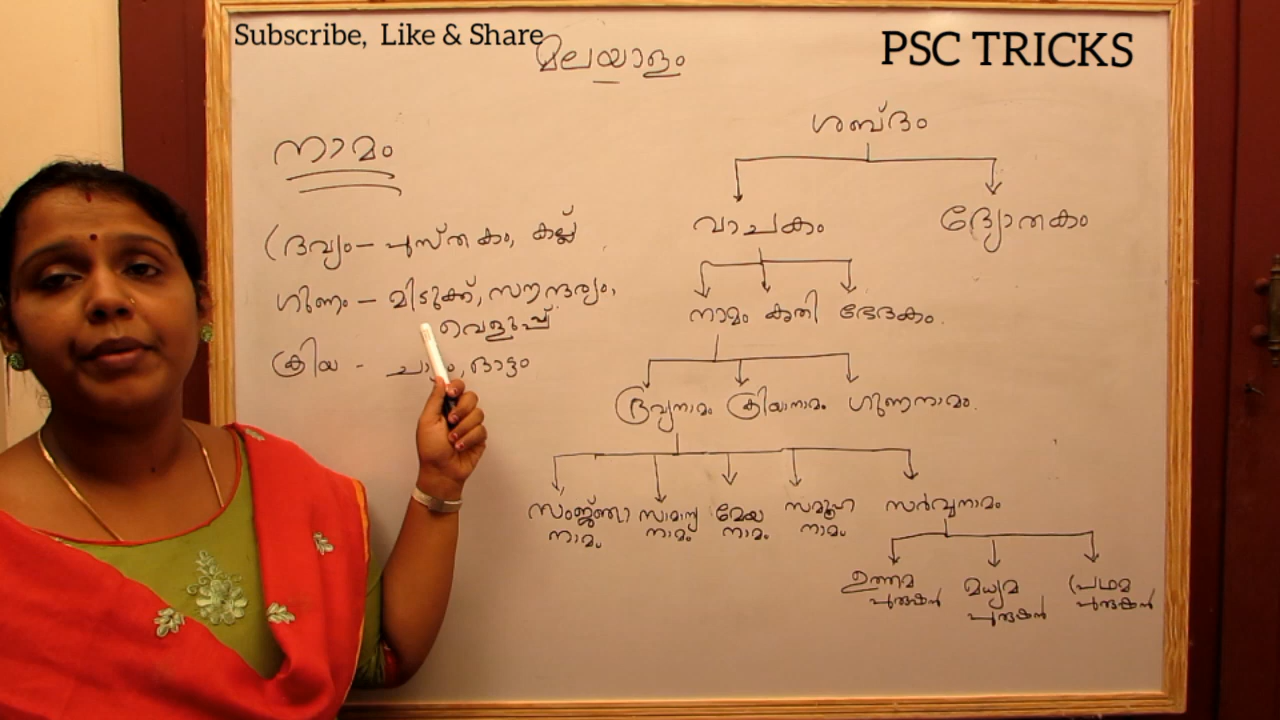 Subscribe, Like & Share
PSC TRICKS
മലയാളം
നാമം
ദ്രവ്യം - പുസ്തകം, കല്ല്
ഗുണം - മിടുക്ക്, സൗന്ദര്യം,
വെളുപ്പ്
ക്രിയ - ചാട്ടം, ഓട്ടം
ശബ്ദം
വാചകം ദ്യോതകം
നാമം കൃതി ഭേദകം
ദ്രവ്യനാമം ക്രിയാനാമം ഗുണനാമം
സംജ്ഞാ സാമാന്യ മേയ സമൂഹ സർവ്വനാമം
നാമം നാമം നാമം നാമം
ഉത്തമ മധ്യമ പ്രഥമ
പുരുഷൻ പുരുഷൻ പുരുഷൻ